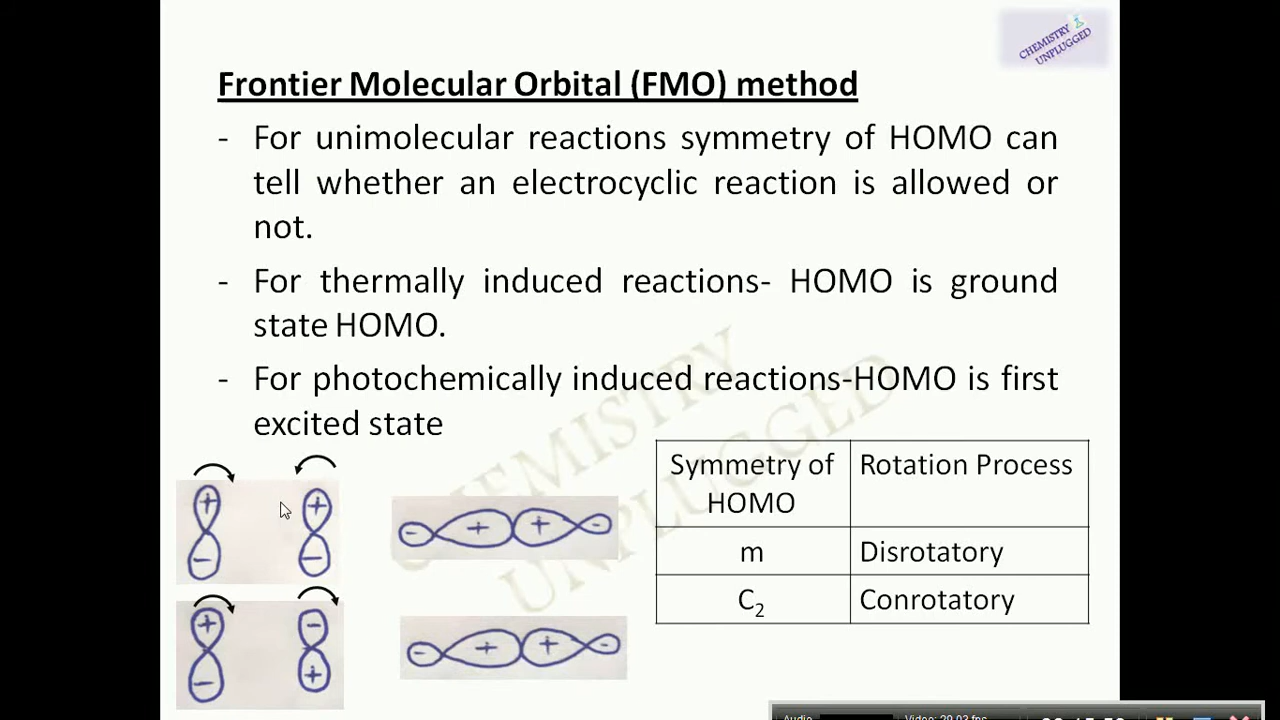 CHEMISTRY
UNPLUGGED
Frontier Molecular Orbital (FMO) method
- For unimolecular reactions symmetry of HOMO can
tell whether an electrocyclic reaction is allowed or
not.
- For thermally induced reactions- HOMO is ground
state HOMO.
- For photochemically induced reactions-HOMO is first
excited state
CHEMISTRY
UNPLUGGED
Symmetry of HOMO Rotation Process
m Disrotatory
C2 Conrotatory
+ +
- -
- + + -
+ -
- +
- + + -
Audio Video: 29.03 fps